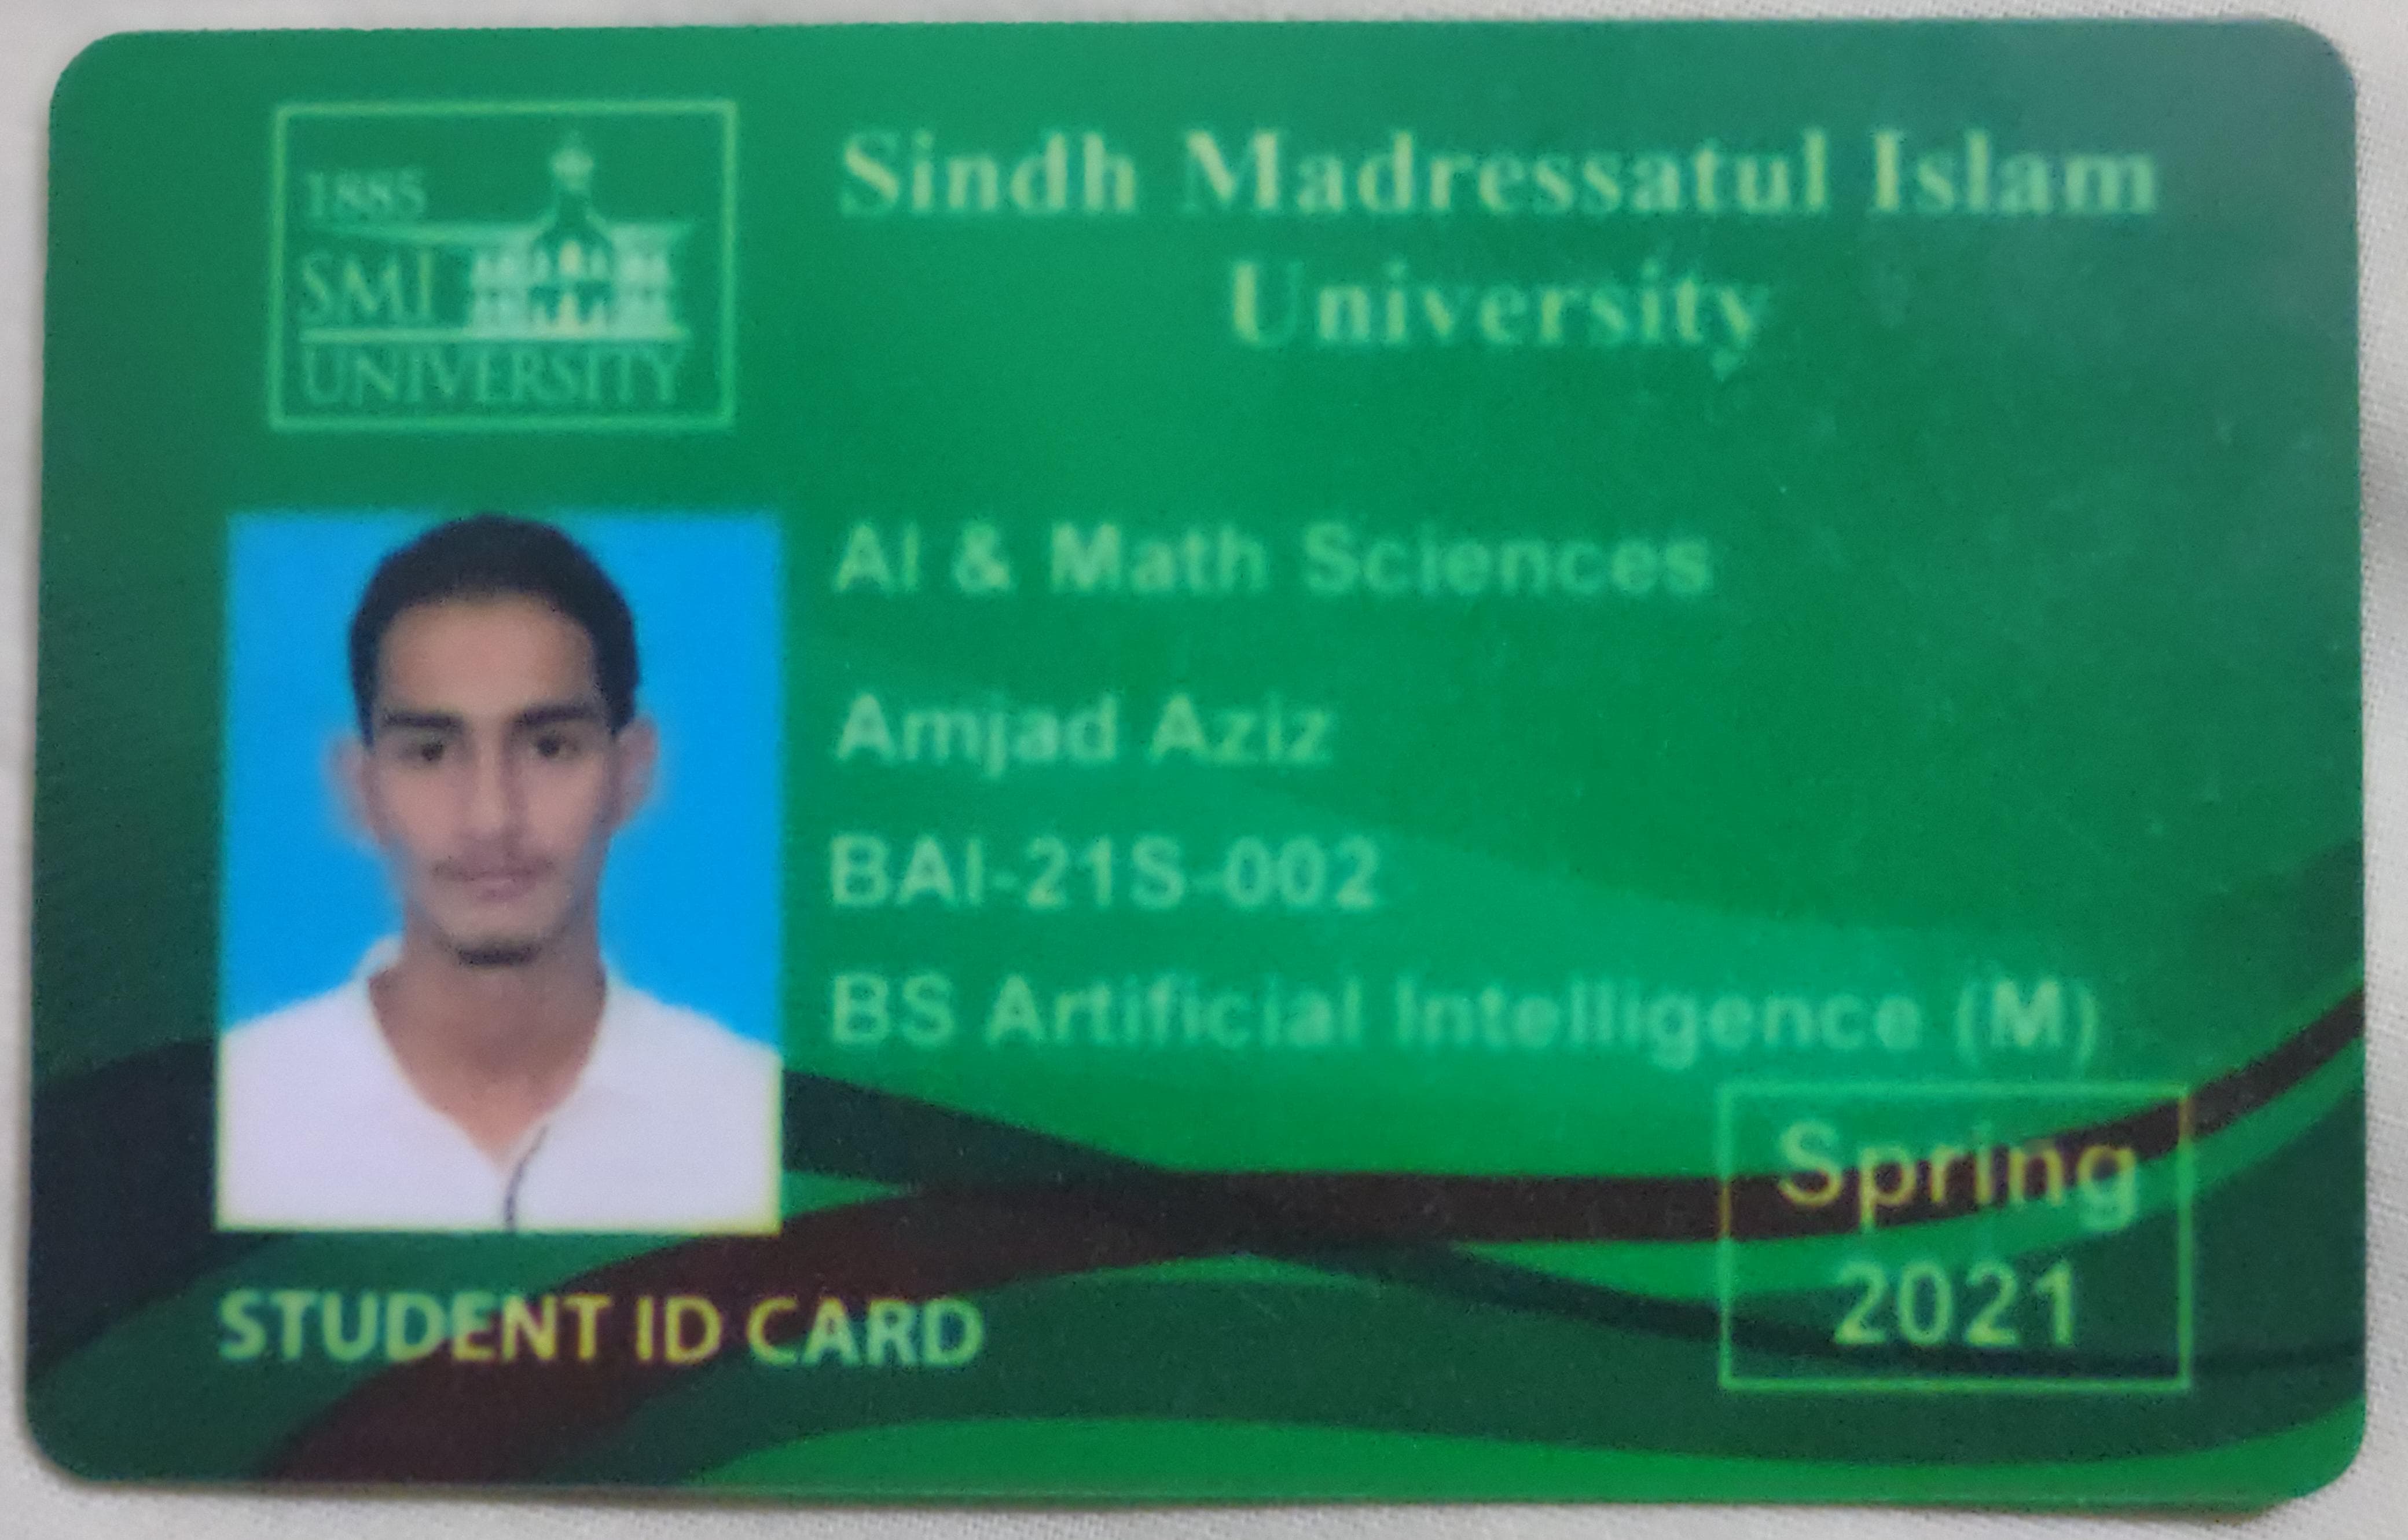 1885
SMI
UNIVERSITY
Sindh Madressatul Islam
University
AI & Math Sciences
Amjad Aziz
BAI-21S-002
BS Artificial Intelligence (M)
Spring
2021
STUDENT ID CARD